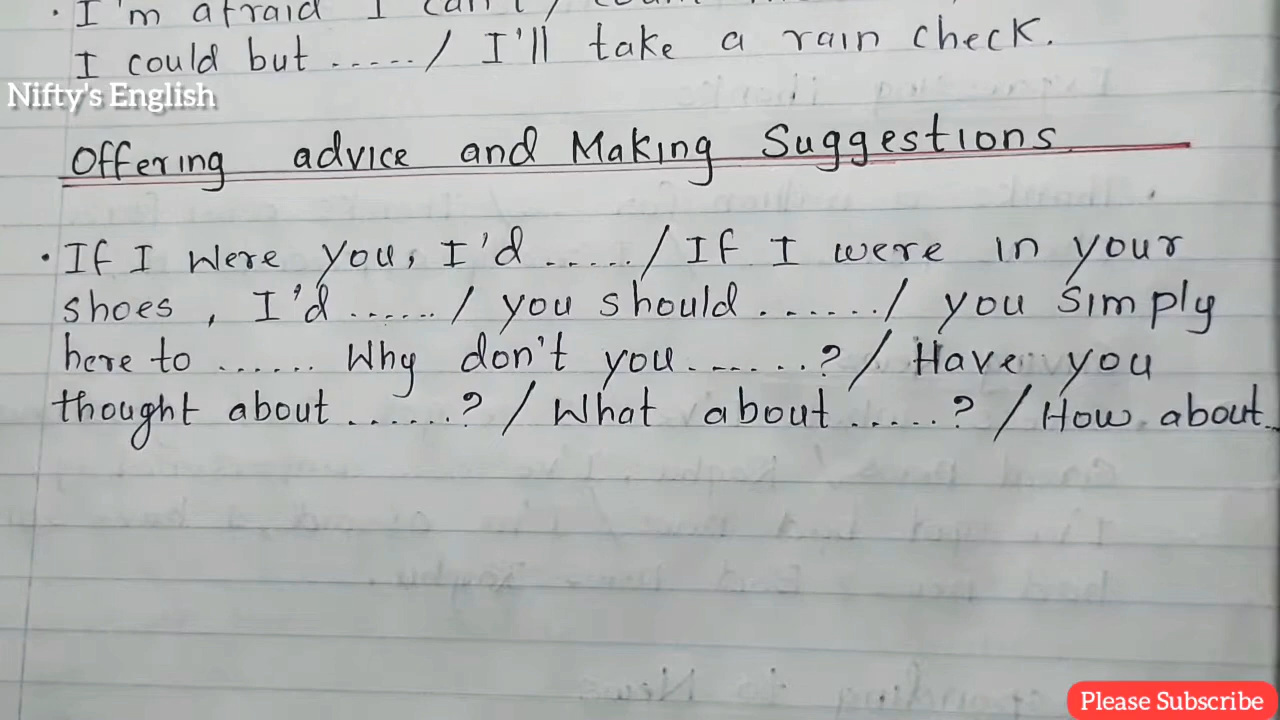 · I'm afraid I can't /
I could but ...../ I'll take a rain check.
Nifty's English
Offering advice and Making Suggestions
· If I were you, I'd ...../ If I were in your
shoes, I'd ....../ you should ......./ you simply
here to ...... Why don't you.......?/ Have you
thought about .......? / What about .....? / How about..
Please Subscribe